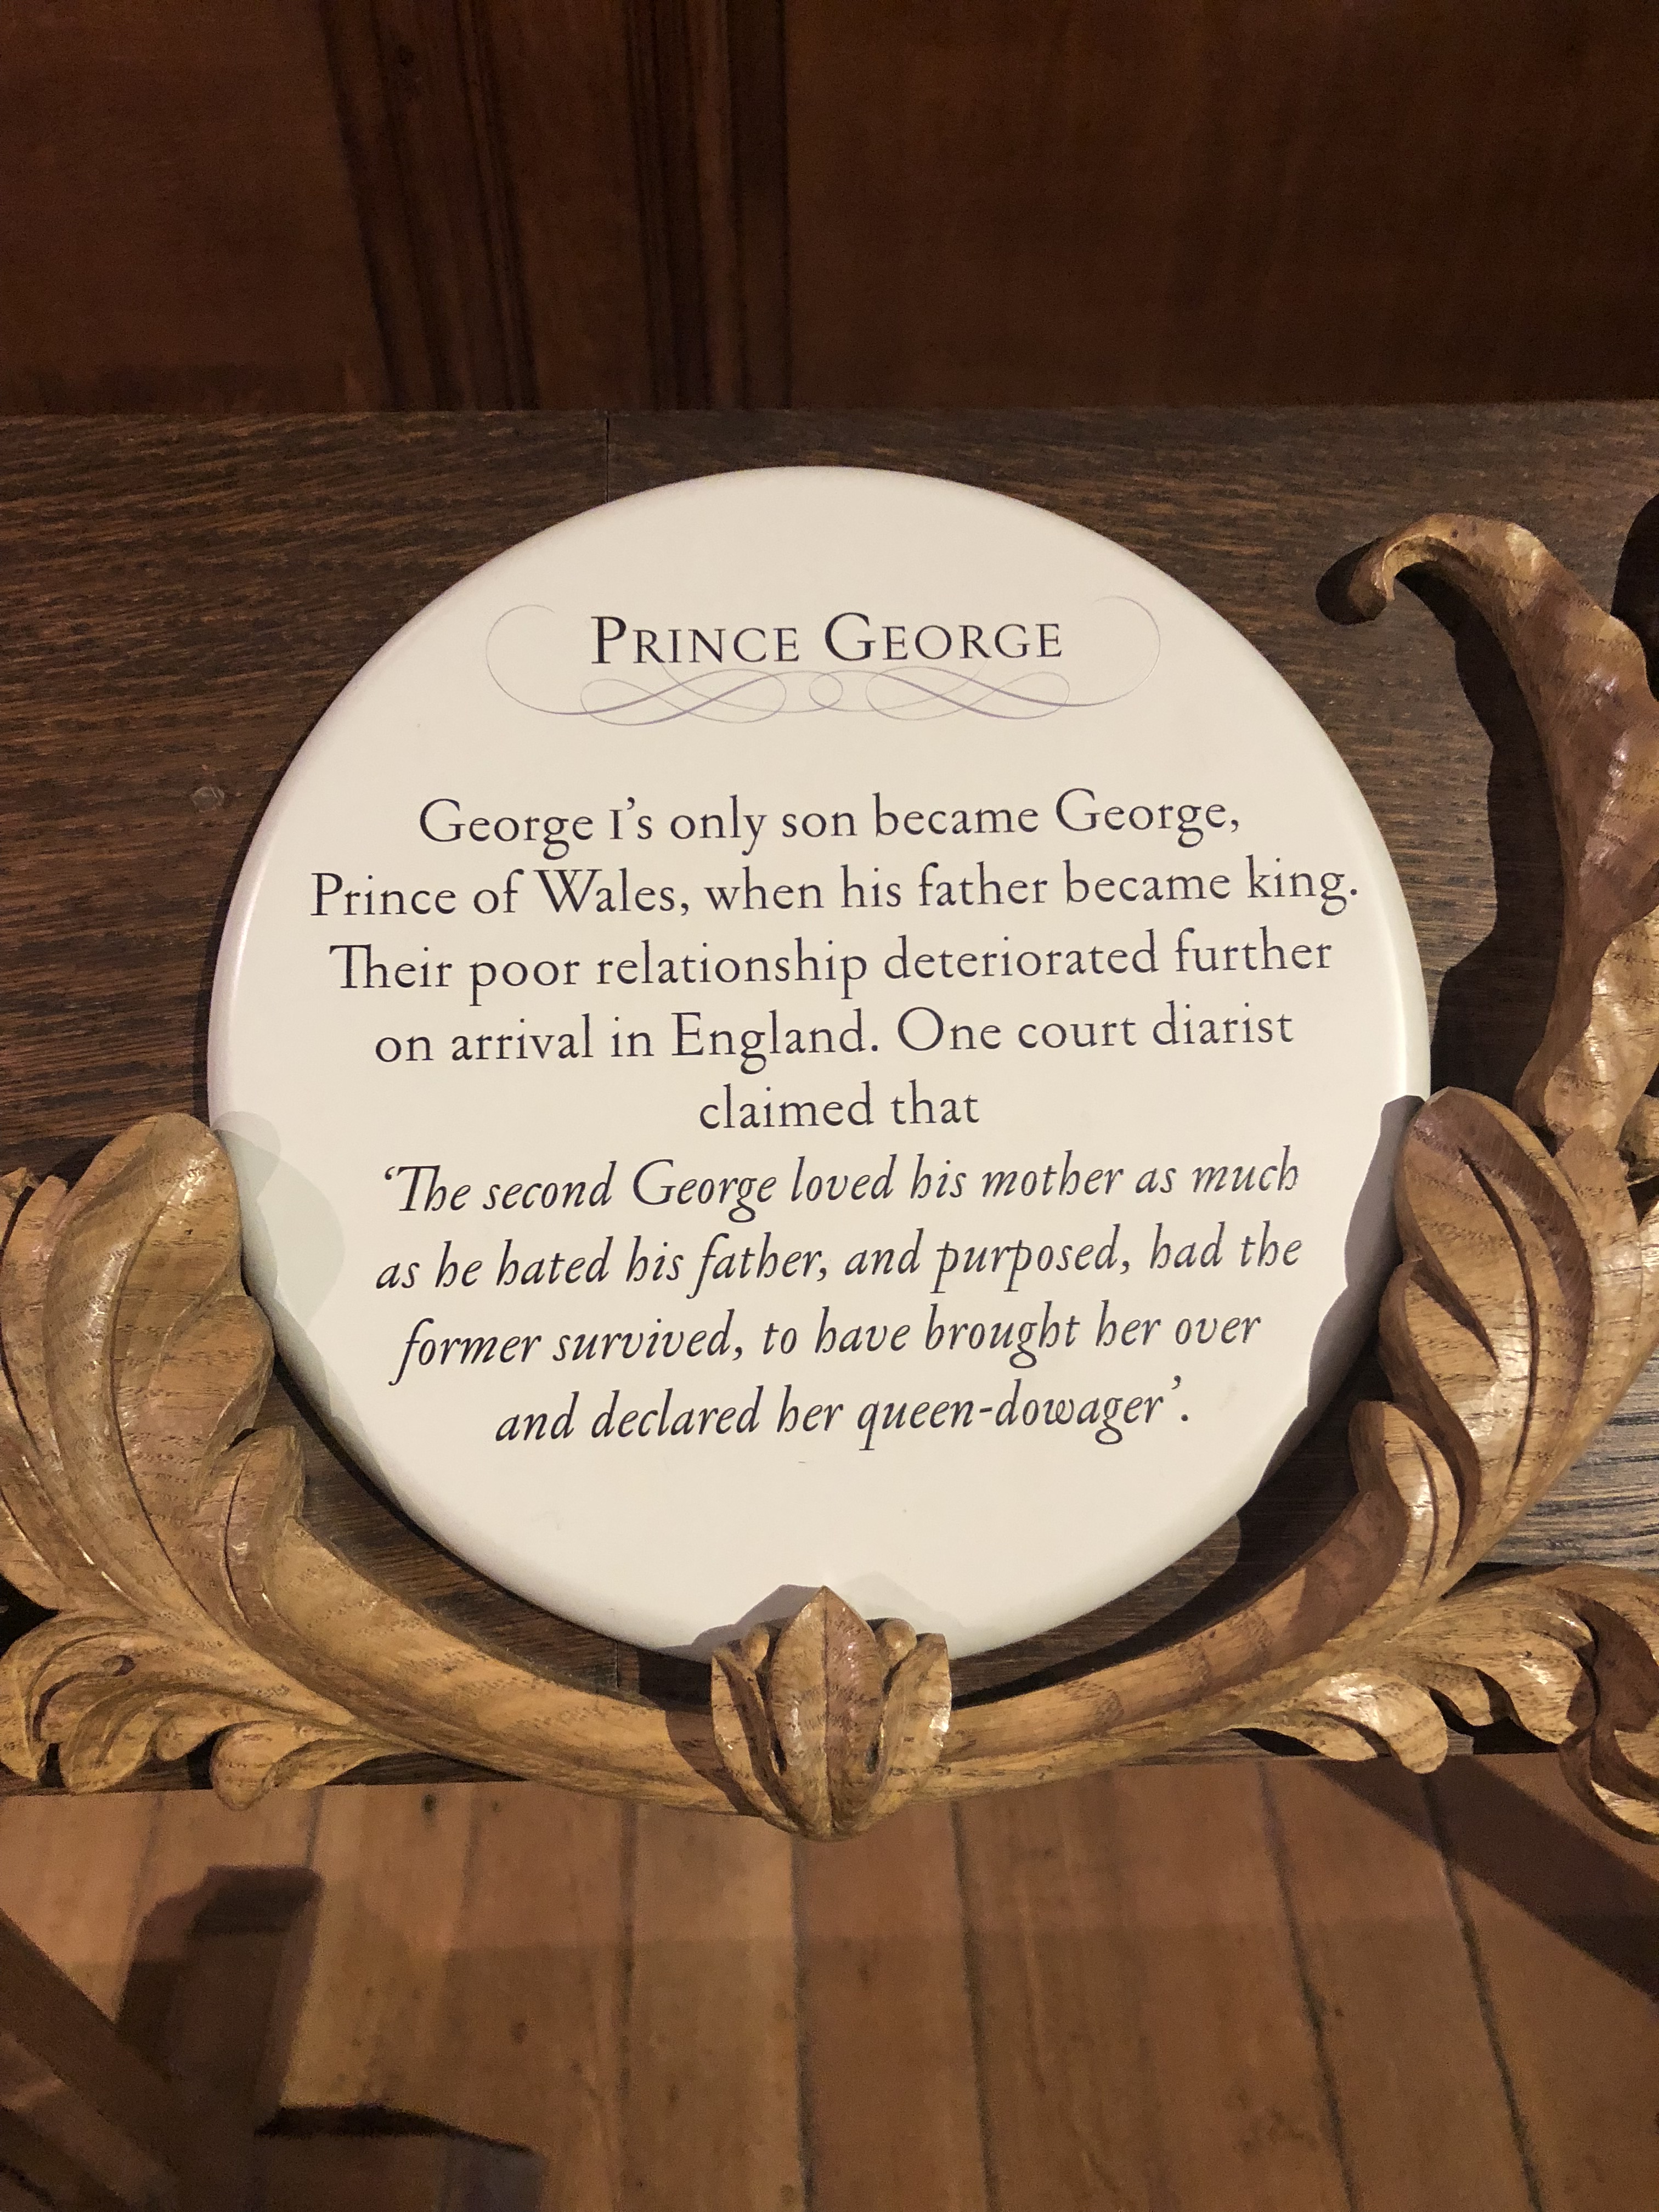 PRINCE GEORGE
George I's only son became George,
Prince of Wales, when his father became king.
Their poor relationship deteriorated further
on arrival in England. One court diarist
claimed that
‘The second George loved his mother as much
as he hated his father, and purposed, had the
former survived, to have brought her over
and declared her queen-dowager’.